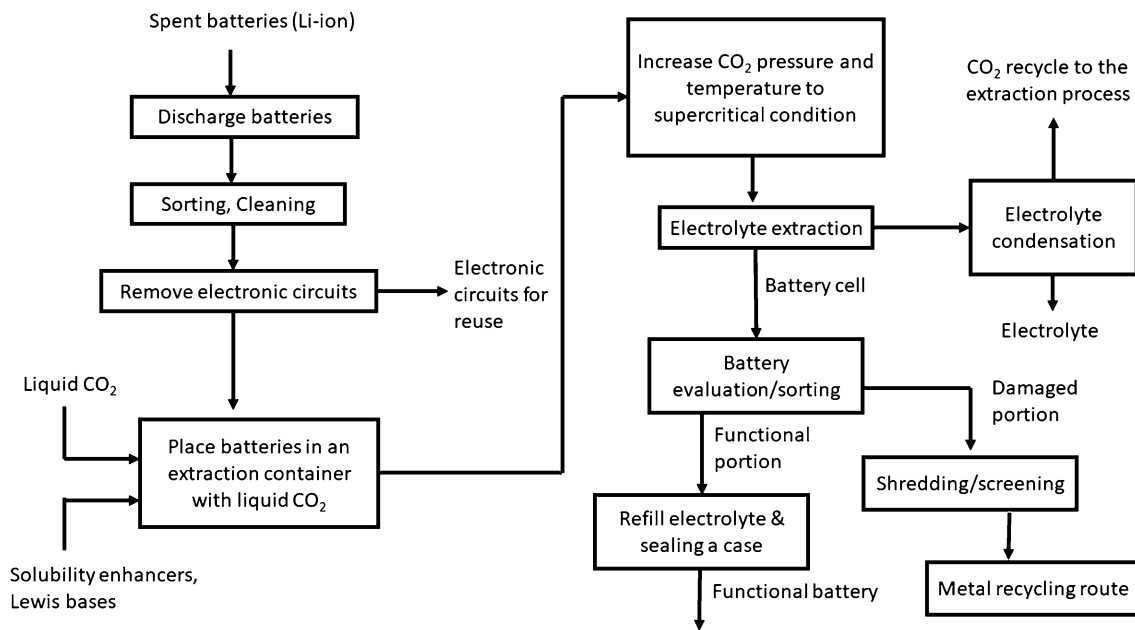 Spent batteries (Li-ion)
Discharge batteries
Sorting, Cleaning
Remove electronic circuits
Electronic
circuits for
reuse
Liquid CO₂
Place batteries in an
extraction container
with liquid CO₂
Solubility enhancers,
Lewis bases
Increase CO₂ pressure and
temperature to
supercritical condition
CO₂ recycle to the
extraction process
Electrolyte extraction
Electrolyte
condensation
Battery cell
Electrolyte
Battery
evaluation/sorting
Damaged
portion
Functional
portion
Shredding/screening
Refill electrolyte &
sealing a case
Metal recycling route
Functional battery